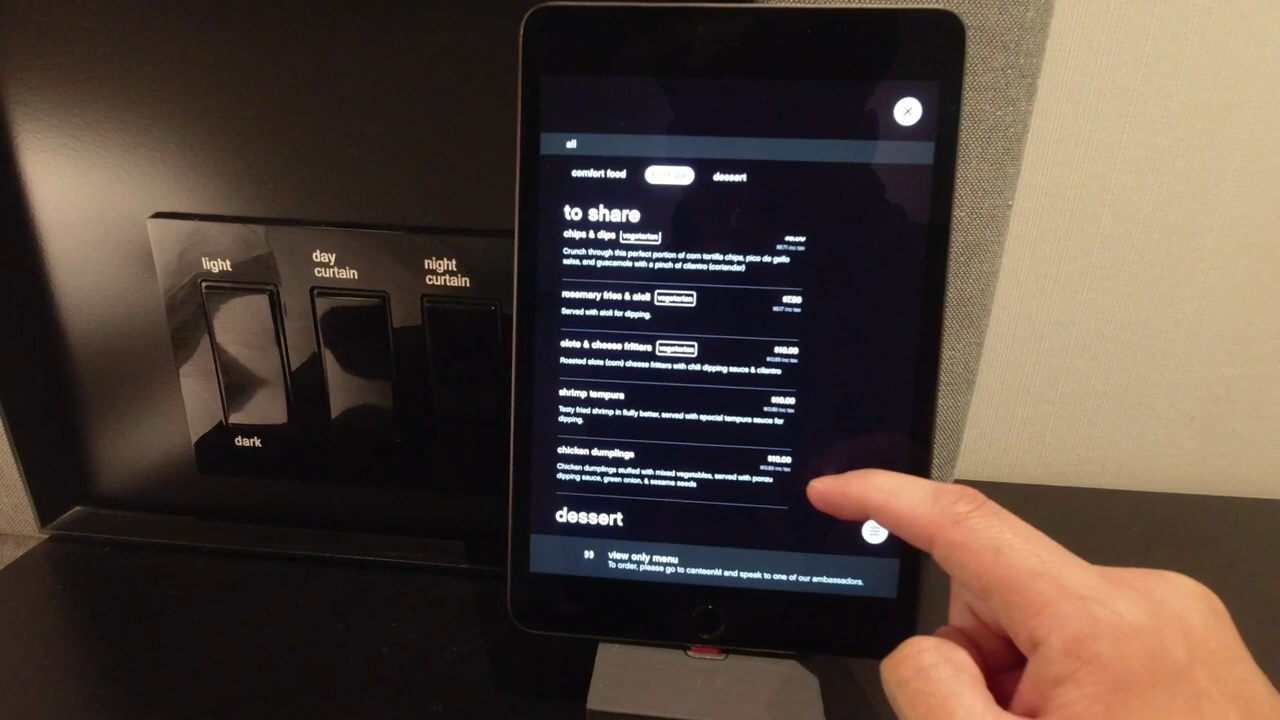 light
day
curtain
night
curtain
dark
all
comfort food
dessert
to share
chips & dips vegetarian
Crunch through this perfect portion of corn tortilla chips, pico de gallo
salsa, and guacamole with a pinch of cilantro (coriander)
rosemary fries & aioli vegetarian $7.50
Served with aioli for dipping.
elote & cheese fritters vegetarian $10.00
Roasted elote (corn) cheese fritters with chili dipping sauce & cilantro
shrimp tempura $10.00
Tasty fried shrimp in fluffy batter, served with special tempura sauce for
dipping.
chicken dumplings $10.00
Chicken dumplings stuffed with mixed vegetables, served with ponzu
dipping sauce, green onion, & sesame seeds
dessert
view only menu
To order, please go to canteenM and speak to one of our ambassadors.